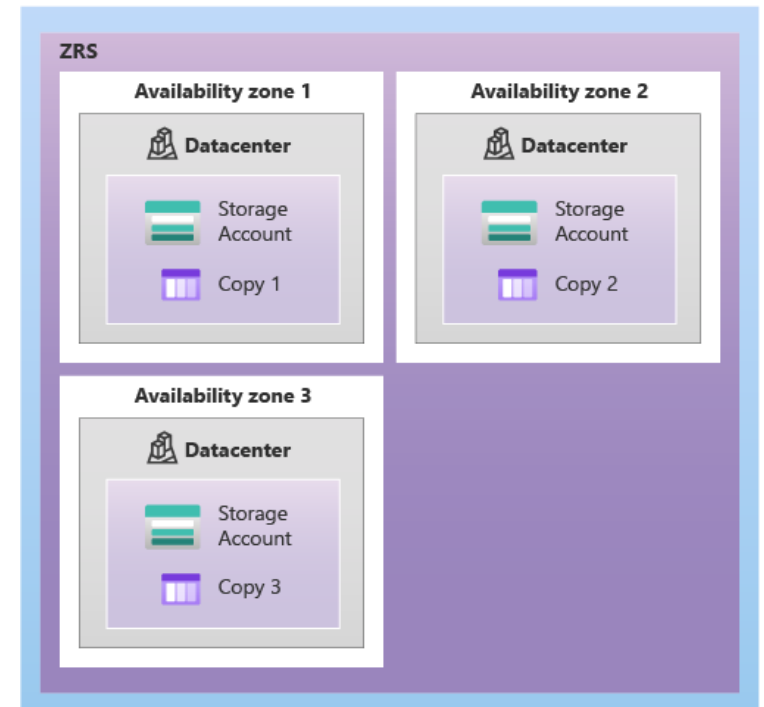 ZRS
Availability zone 1
Datacenter
Storage
Account
Copy 1
Availability zone 2
Datacenter
Storage
Account
Copy 2
Availability zone 3
Datacenter
Storage
Account
Copy 3